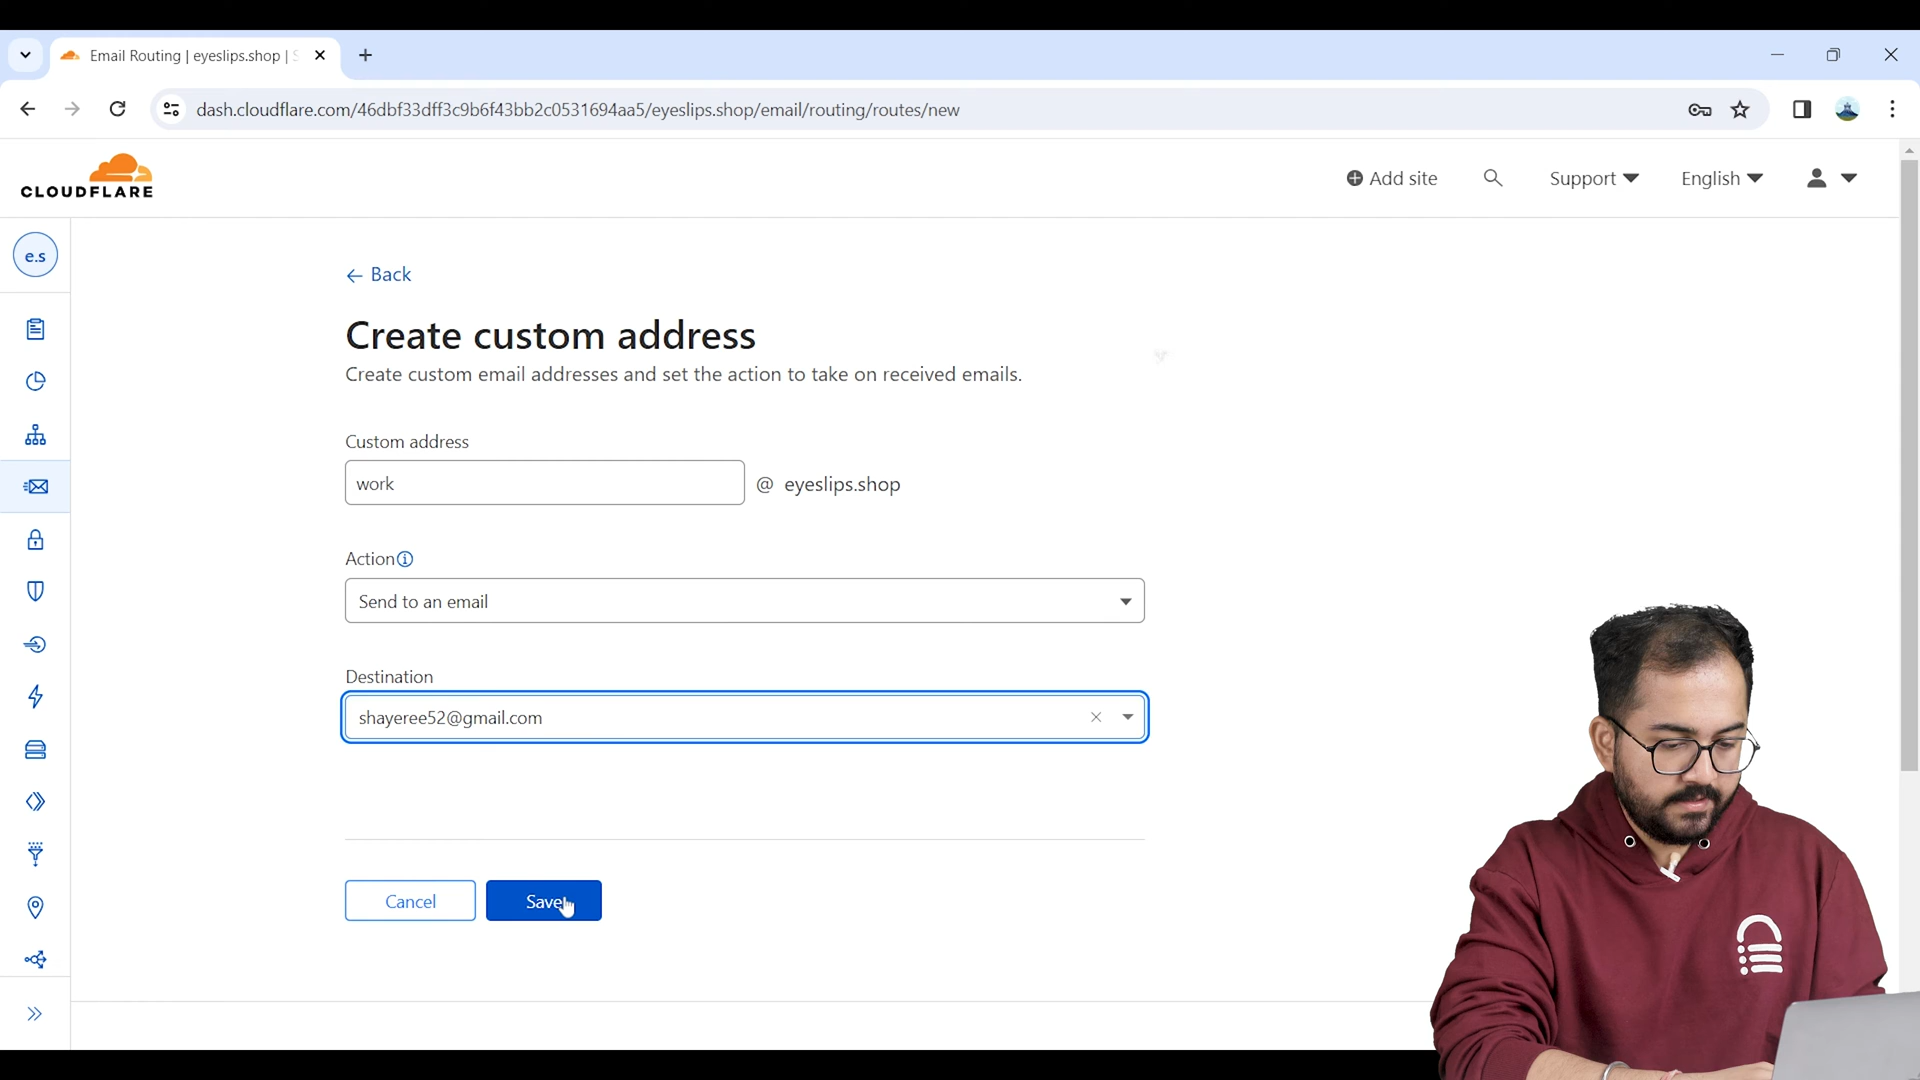 Email Routing | eyeslips.shop |
dash.cloudflare.com/46dbf33dff3c9b6f43bb2c0531694aa5/eyeslips.shop/email/routing/routes/new
CLOUDFLARE
Add site
Support
English
e.s
Back
Create custom address
Create custom email addresses and set the action to take on received emails.
Custom address
work @ eyeslips.shop
Action
Send to an email
Destination
shayeree52@gmail.com
Cancel
Save